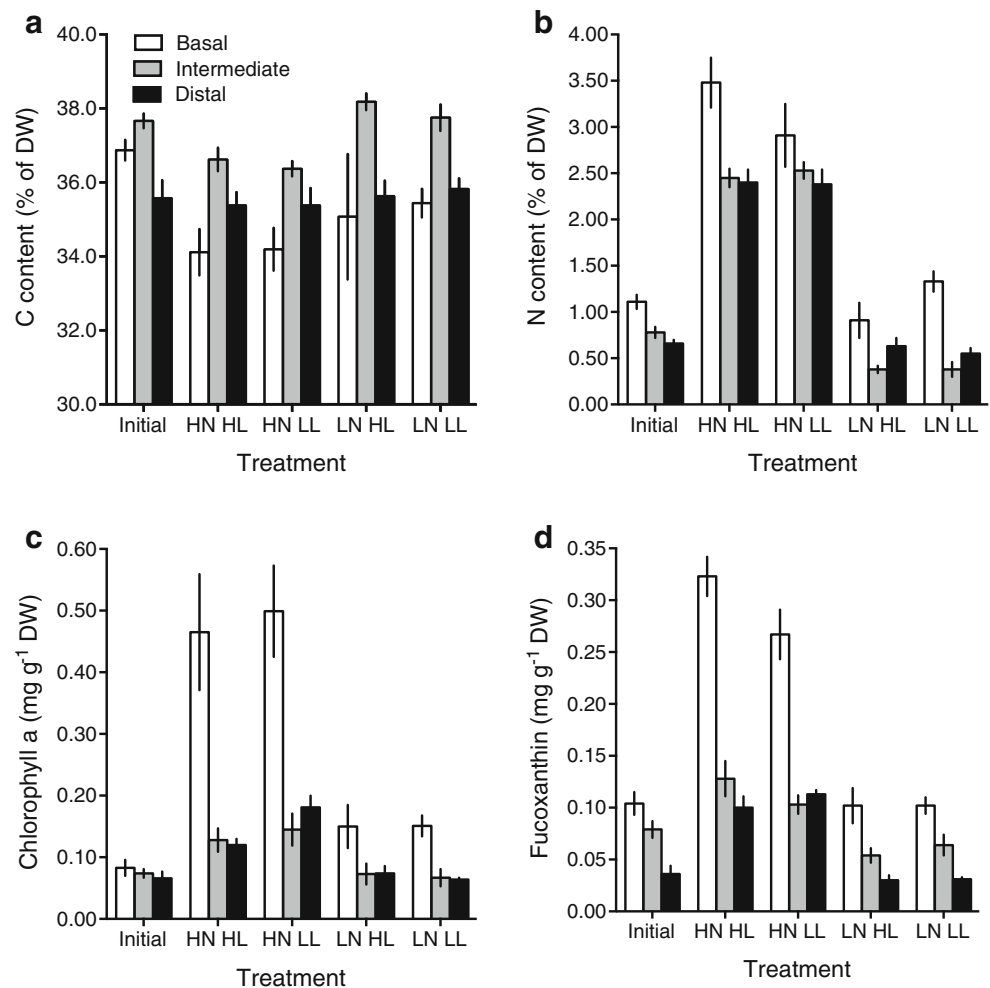 a
40.0
38.0
36.0
34.0
32.0
30.0
C content (% of DW)
Basal
Intermediate
Distal
Initial HN HL HN LL LN HL LN LL
Treatment
b
4.00
3.50
3.00
2.50
2.00
1.50
1.00
0.50
0.00
N content (% of DW)
Initial HN HL HN LL LN HL LN LL
Treatment
c
0.60
0.50
0.40
0.30
0.20
0.10
0.00
Chlorophyll a (mg g⁻¹ DW)
Initial HN HL HN LL LN HL LN LL
Treatment
d
0.35
0.30
0.25
0.20
0.15
0.10
0.05
0.00
Fucoxanthin (mg g⁻¹ DW)
Initial HN HL HN LL LN HL LN LL
Treatment